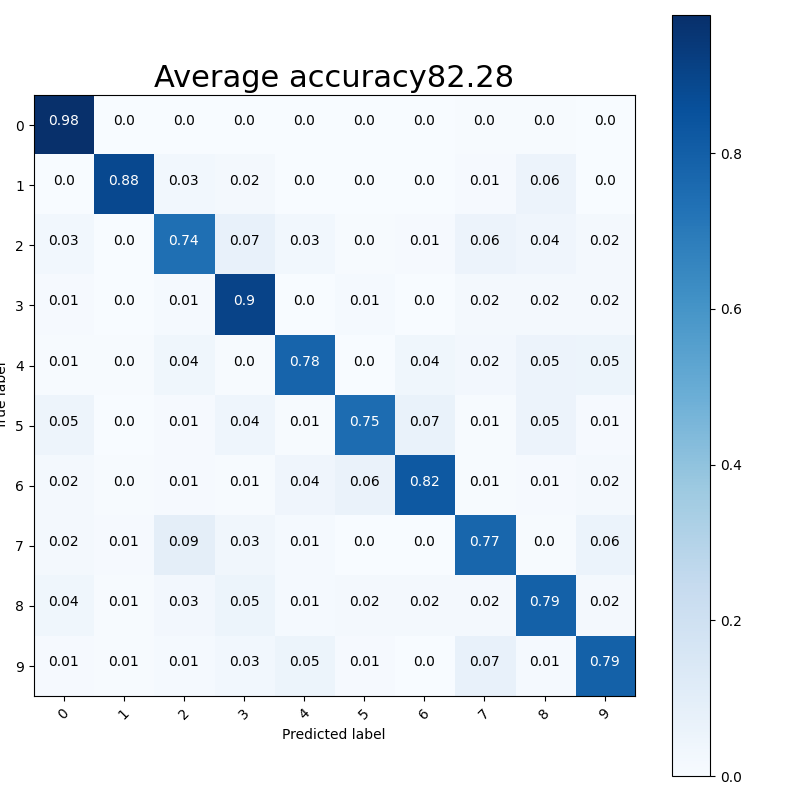 Average accuracy82.28
0 0.98 0.0 0.0 0.0 0.0 0.0 0.0 0.0 0.0 0.0
1 0.0 0.88 0.03 0.02 0.0 0.0 0.0 0.01 0.06 0.0
2 0.03 0.0 0.74 0.07 0.03 0.0 0.01 0.06 0.04 0.02
3 0.01 0.0 0.01 0.9 0.0 0.01 0.0 0.02 0.02 0.02
4 0.01 0.0 0.04 0.0 0.78 0.0 0.04 0.02 0.05 0.05
5 0.05 0.0 0.01 0.04 0.01 0.75 0.07 0.01 0.05 0.01
6 0.02 0.0 0.01 0.01 0.04 0.06 0.82 0.01 0.01 0.02
7 0.02 0.01 0.09 0.03 0.01 0.0 0.0 0.77 0.0 0.06
8 0.04 0.01 0.03 0.05 0.01 0.02 0.02 0.02 0.79 0.02
9 0.01 0.01 0.01 0.03 0.05 0.01 0.0 0.07 0.01 0.79
0 1 2 3 4 5 6 7 8 9
Predicted label
0.8
0.6
0.4
0.2
0.0